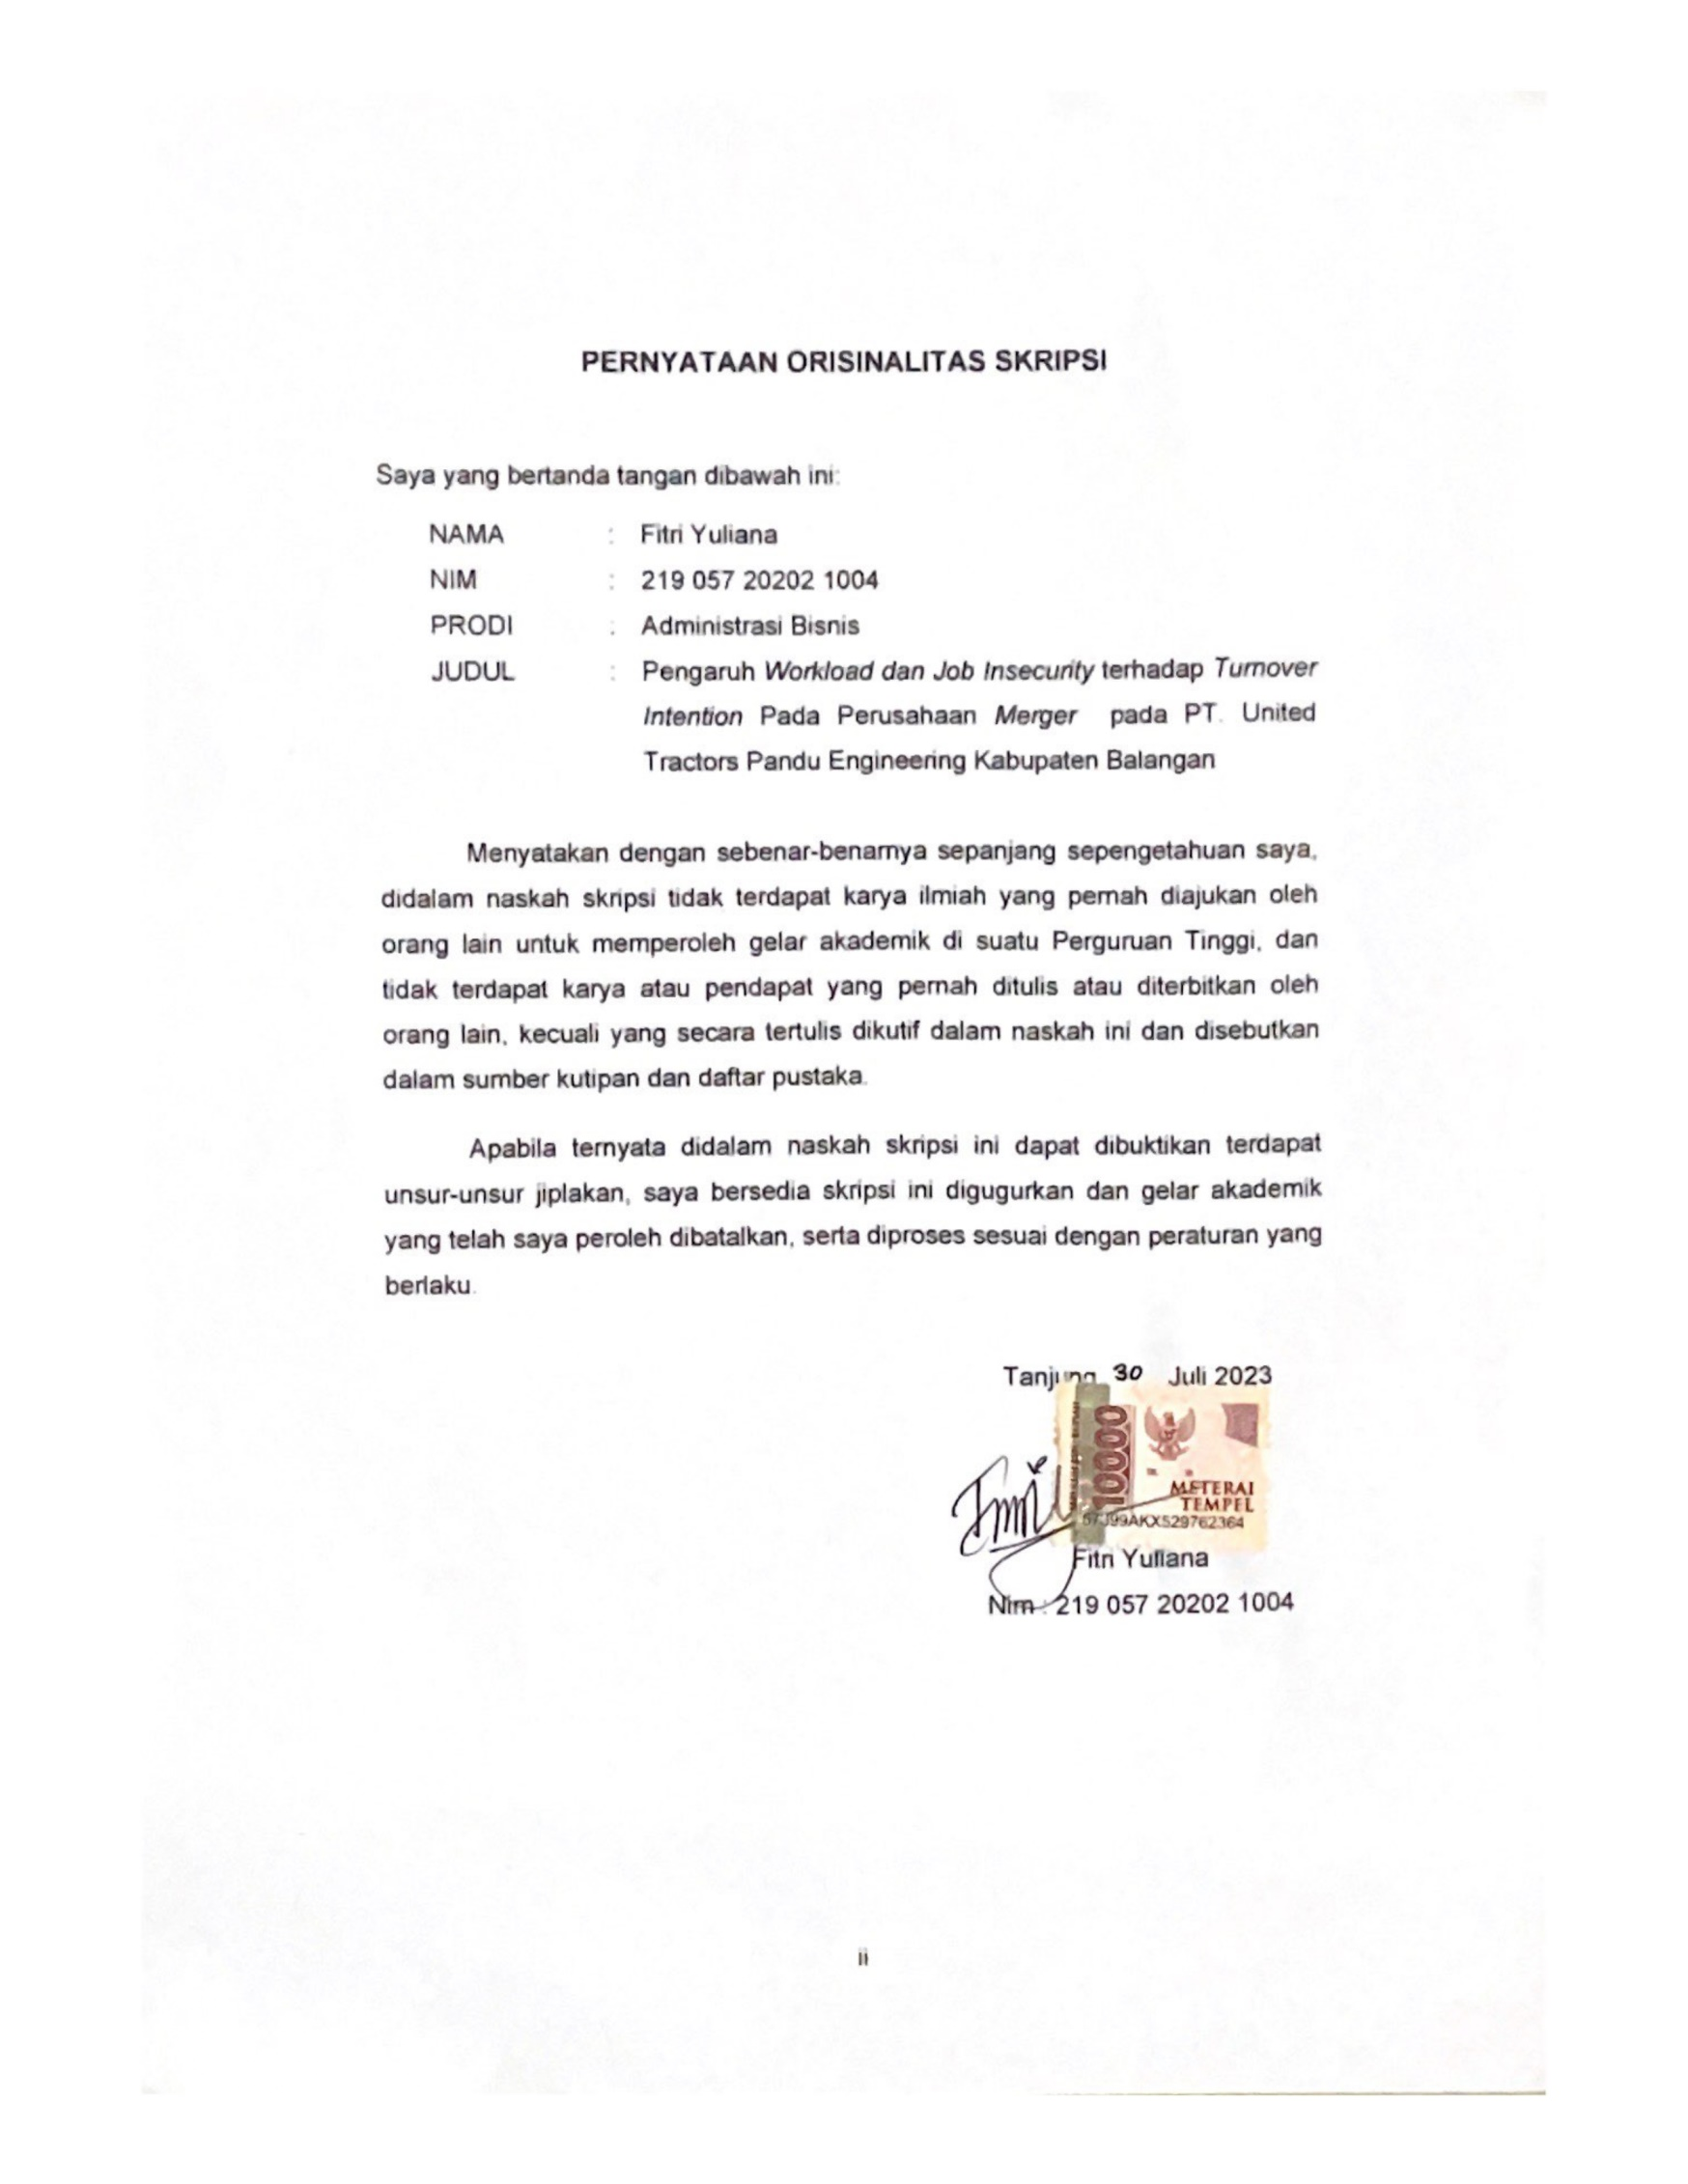 PERNYATAAN ORISINALITAS SKRIPSI
Saya yang bertanda tangan dibawah ini:
NAMA : Fitri Yuliana
NIM : 219 057 20202 1004
PRODI : Administrasi Bisnis
JUDUL : Pengaruh Workload dan Job Insecurity terhadap Turnover
Intention Pada Perusahaan Merger pada PT. United
Tractors Pandu Engineering Kabupaten Balangan
Menyatakan dengan sebenar-benarnya sepanjang sepengetahuan saya,
didalam naskah skripsi tidak terdapat karya ilmiah yang pernah diajukan oleh
orang lain untuk memperoleh gelar akademik di suatu Perguruan Tinggi, dan
tidak terdapat karya atau pendapat yang pernah ditulis atau diterbitkan oleh
orang lain, kecuali yang secara tertulis dikutif dalam naskah ini dan disebutkan
dalam sumber kutipan dan daftar pustaka.
Apabila ternyata didalam naskah skripsi ini dapat dibuktikan terdapat
unsur-unsur jiplakan, saya bersedia skripsi ini digugurkan dan gelar akademik
yang telah saya peroleh dibatalkan, serta diproses sesuai dengan peraturan yang
berlaku.
Tanjung 30 Juli 2023
10000
METERAI
TEMPEL
Fitri Yuliana
Nim : 219 057 20202 1004
ii